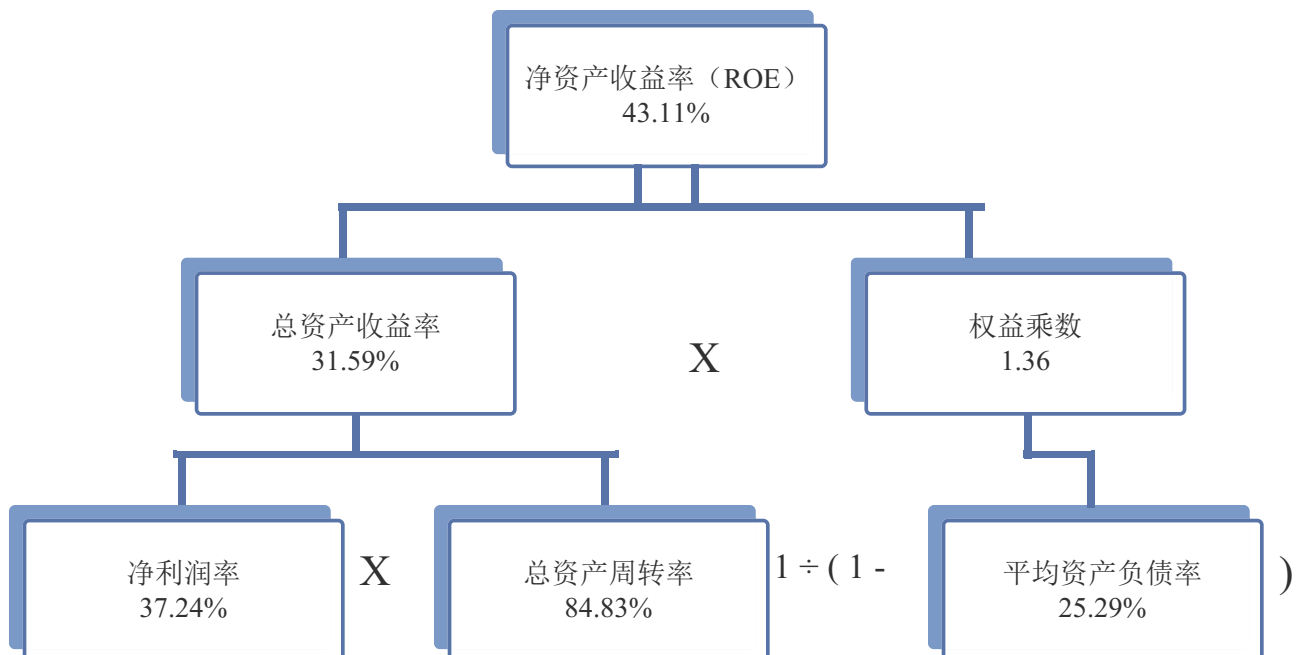 净资产收益率（ROE）
43.11%
总资产收益率
31.59%
X
权益乘数
1.36
净利润率
37.24%
X
总资产周转率
84.83%
1 ÷ ( 1 -
平均资产负债率
25.29%
)